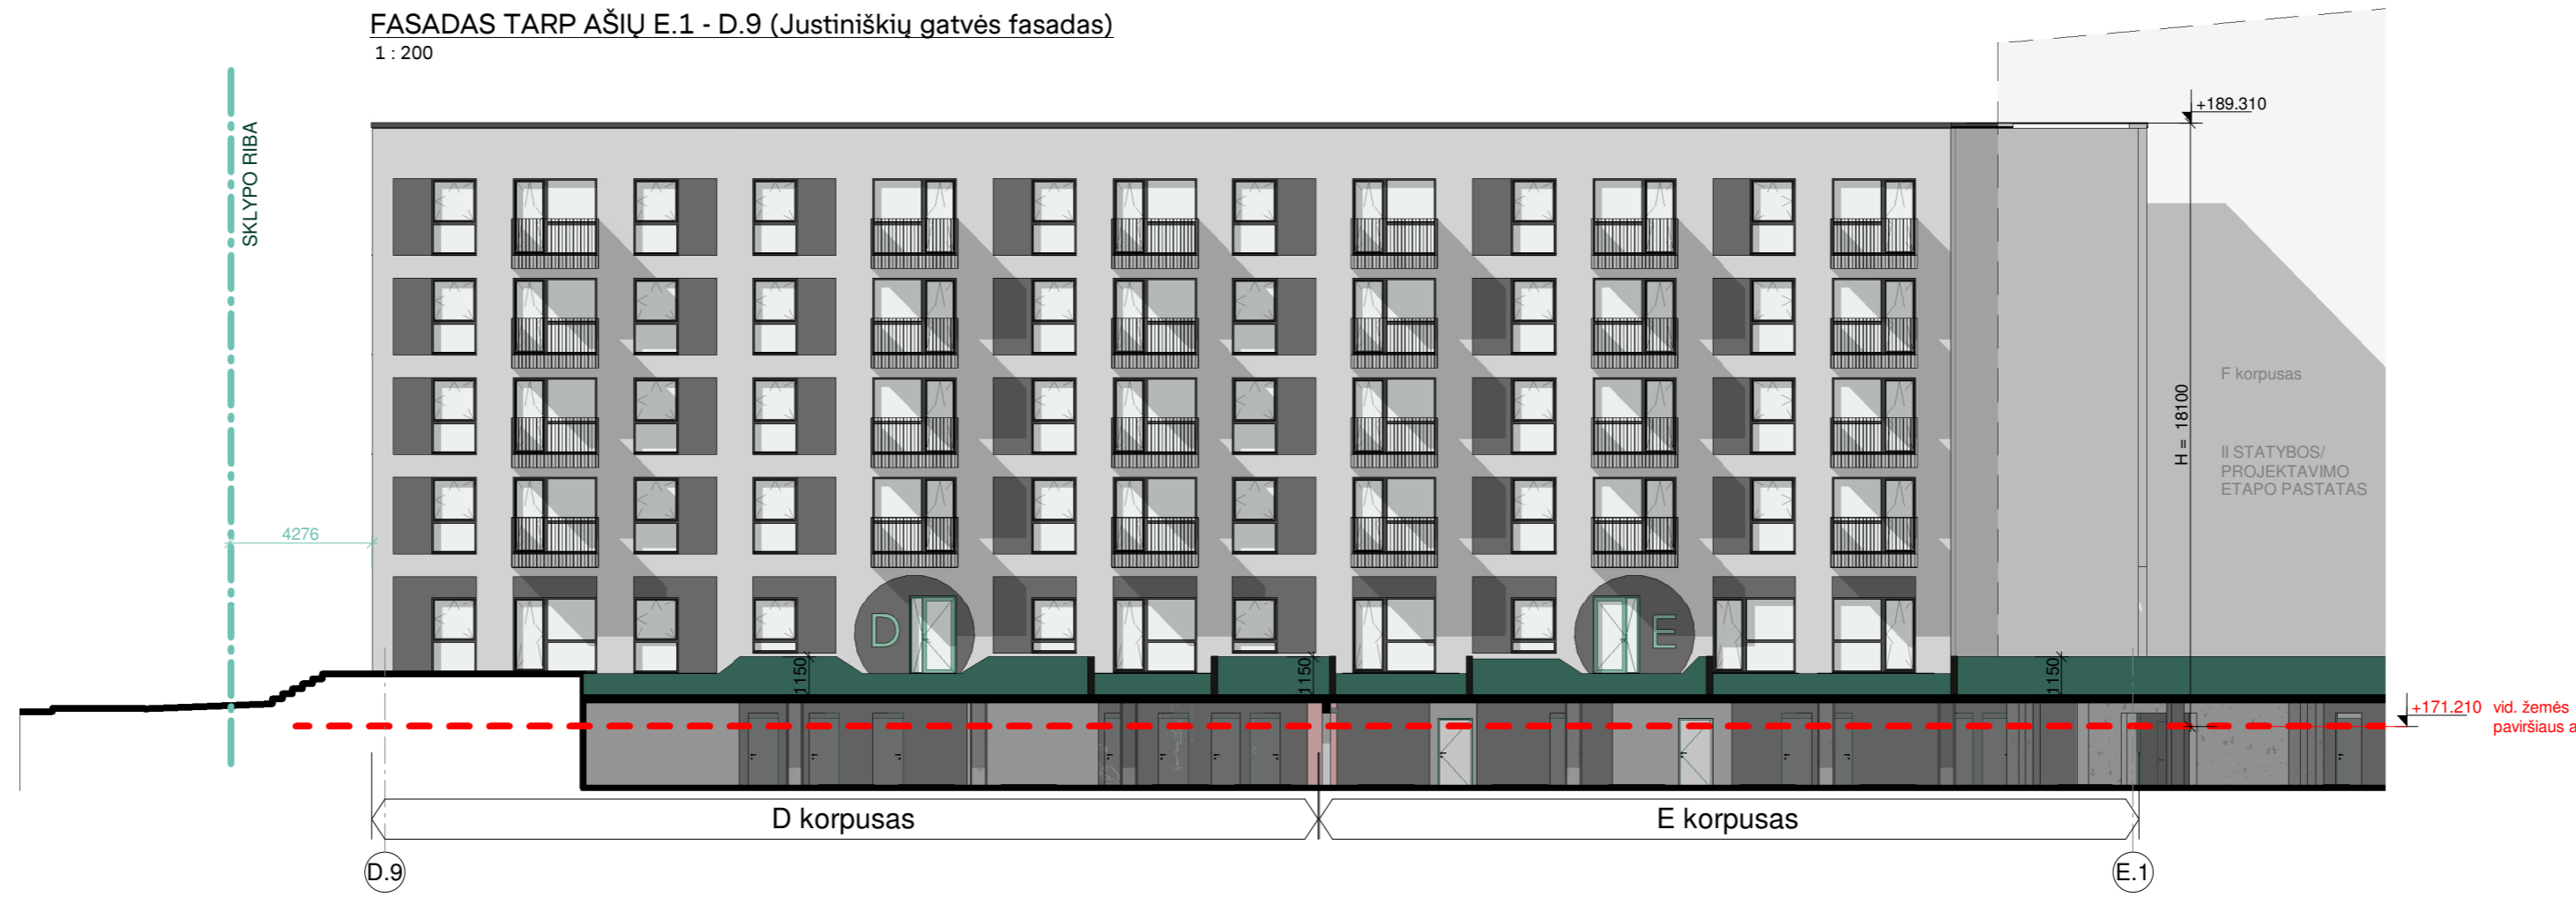 FASADAS TARP AŠIŲ E.1 - D.9 (Justiniškių gatvės fasadas)
1 : 200
SKLYPO RIBA
+189.310
F korpusas
H = 18100
II STATYBOS/
PROJEKTAVIMO
ETAPO PASTATAS
4276
D
E
1150
1150
1150
+171.210 vid. žemės
paviršiaus a
D korpusas
E korpusas
D.9
E.1